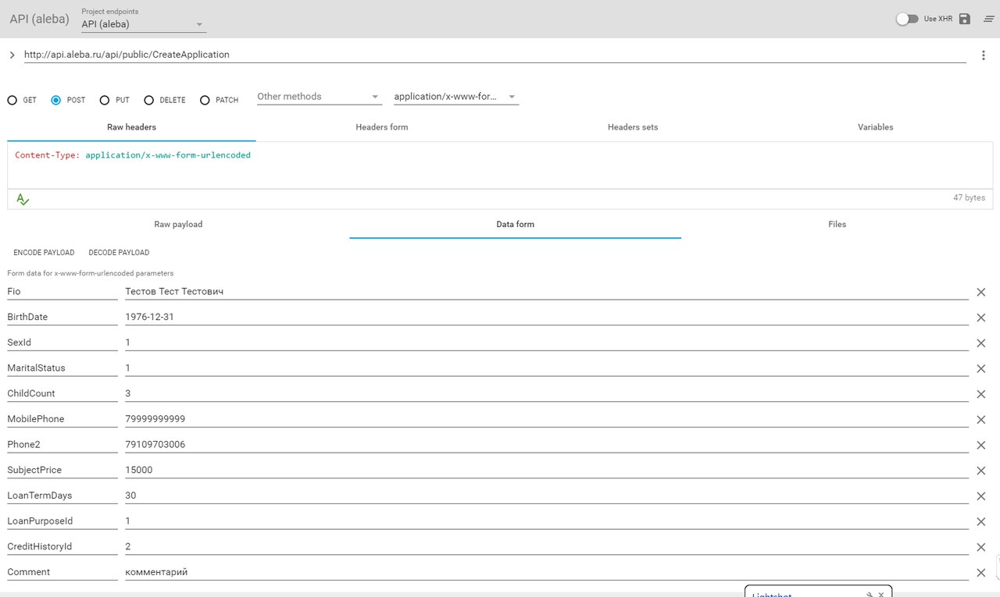 API (aleba)
Project endpoints
API (aleba)
Use XHR
http://api.aleba.ru/api/public/CreateApplication
GET POST PUT DELETE PATCH Other methods application/x-www-for...
Raw headers Headers form Headers sets Variables
Content-Type: application/x-www-form-urlencoded
47 bytes
Raw payload Data form Files
ENCODE PAYLOAD DECODE PAYLOAD
Form data for x-www-form-urlencoded parameters
Fio Тестов Тест Тестович
BirthDate 1976-12-31
SexId 1
MaritalStatus 1
ChildCount 3
MobilePhone 79999999999
Phone2 79109703006
SubjectPrice 15000
LoanTermDays 30
LoanPurposeId 1
CreditHistoryId 2
Comment комментарий
Lightshot